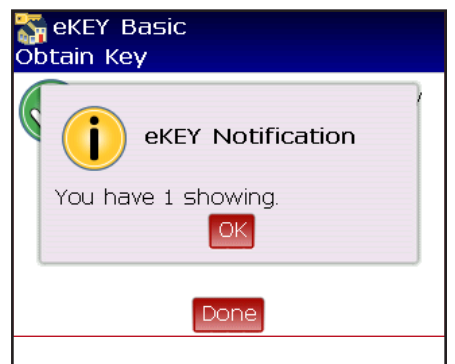 eKEY Basic
Obtain Key
eKEY Notification
You have 1 showing.
OK
Done